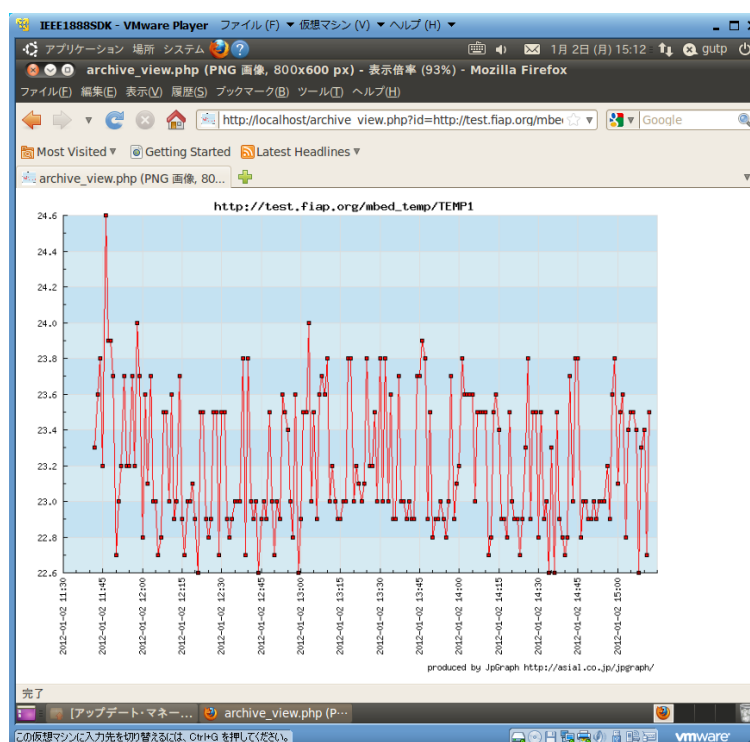 IEEE1888SDK - VMware Player ファイル(F) ▼ 仮想マシン(V) ▼ ヘルプ(H) ▼
アプリケーション 場所 システム 1月 2日 (月) 15:12 gutp
archive_view.php (PNG 画像, 800x600 px) - 表示倍率 (93%) - Mozilla Firefox
ファイル(F) 編集(E) 表示(V) 履歴(S) ブックマーク(B) ツール(T) ヘルプ(H)
http://localhost/archive_view.php?id=http://test.fiap.org/mbe Google
Most Visited Getting Started Latest Headlines
archive_view.php (PNG 画像, 80...
http://test.fiap.org/mbed_temp/TEMP1
24.6
24.4
24.2
24.0
23.8
23.6
23.4
23.2
23.0
22.8
22.6
2012-01-02 11:30
2012-01-02 11:45
2012-01-02 12:00
2012-01-02 12:15
2012-01-02 12:30
2012-01-02 12:45
2012-01-02 13:00
2012-01-02 13:15
2012-01-02 13:30
2012-01-02 13:45
2012-01-02 14:00
2012-01-02 14:15
2012-01-02 14:30
2012-01-02 14:45
2012-01-02 15:00
produced by JpGraph http://asial.co.jp/jpgraph/
完了
[アップデート・マネー... archive_view.php (P…
この仮想マシンに入力先を切り替えるには、Ctrl+G を押してください。 vmware